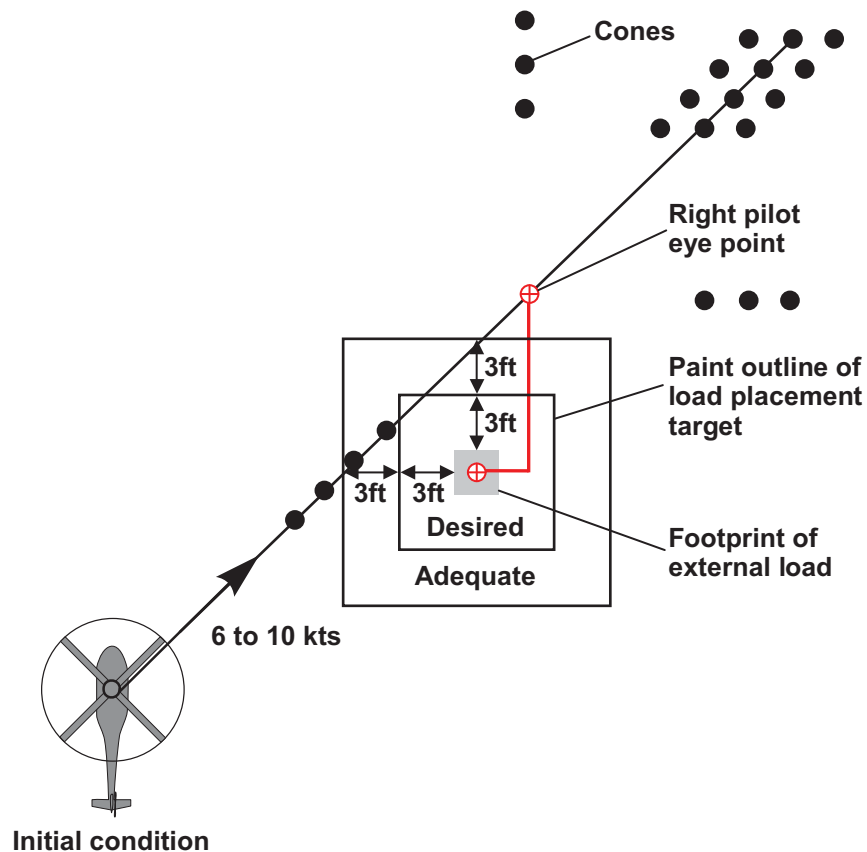 Cones
Right pilot
eye point
3ft
Paint outline of
load placement
target
3ft
3ft
3ft
Desired
Footprint of
external load
Adequate
6 to 10 kts
Initial condition